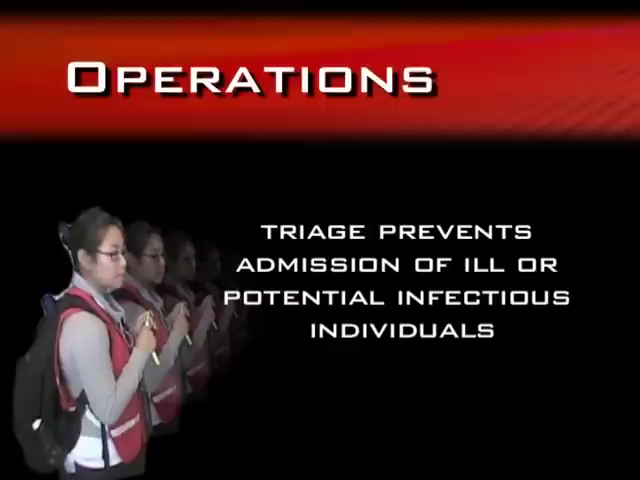 OPERATIONS
TRIAGE PREVENTS
ADMISSION OF ILL OR
POTENTIAL INFECTIOUS
INDIVIDUALS